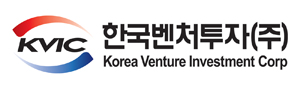 KVIC
한국벤처투자(주)
Korea Venture Investment Corp